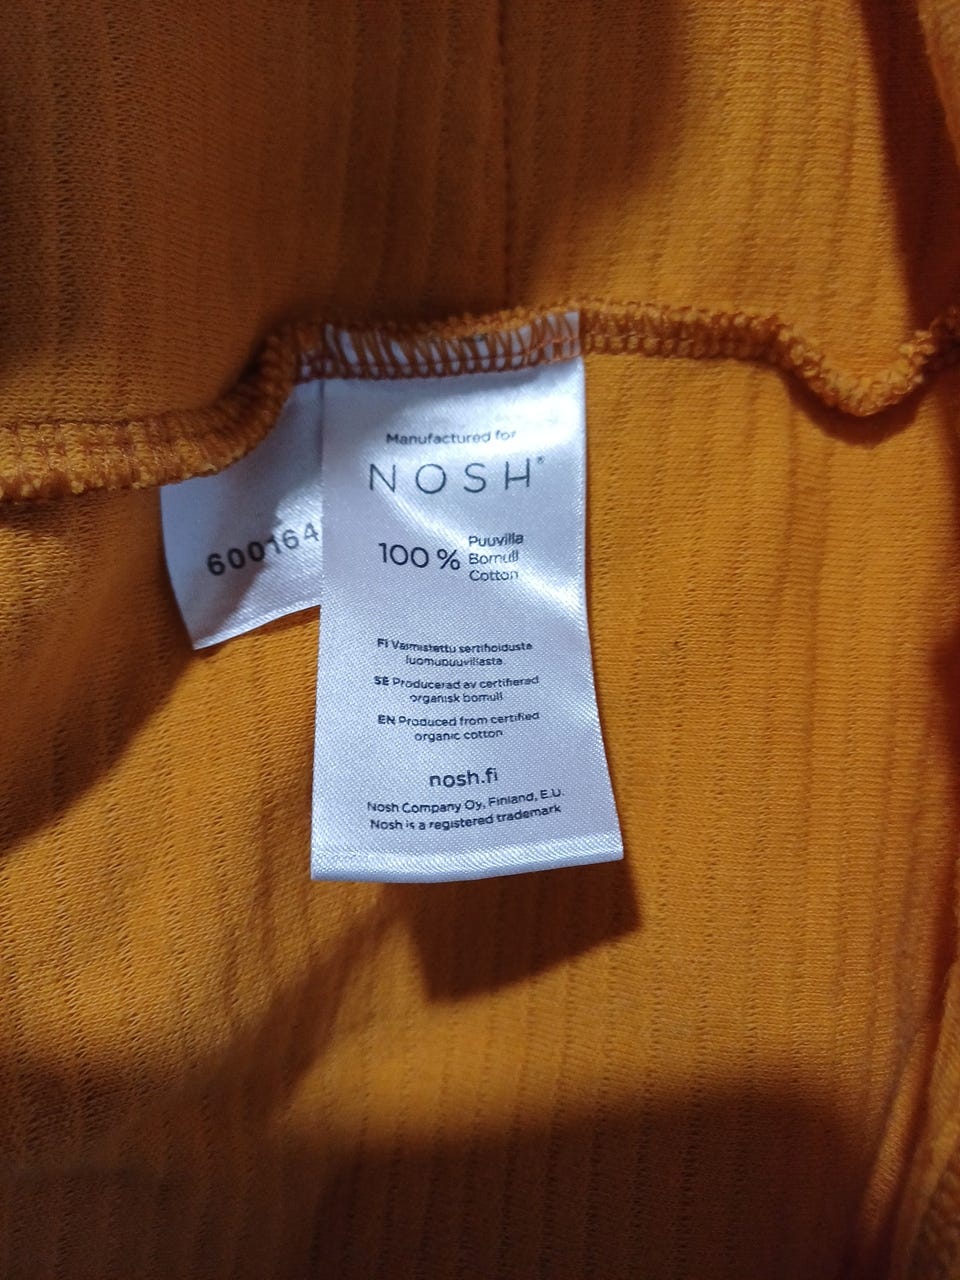 Manufactured for
NOSH®
100 % Puuvilla
Bomull
Cotton
600164
FI Valmistettu sertifioidusta
luomupuuvillasta.
SE Producerad av certifierad
organisk bomull
EN Produced from certified
organic cotton
nosh.fi
Nosh Company Oy, Finland, E.U.
Nosh is a registered trademark